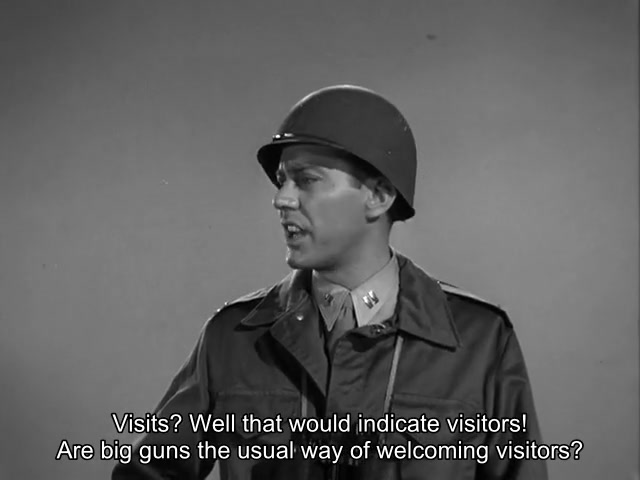 Visits? Well that would indicate visitors!
Are big guns the usual way of welcoming visitors?